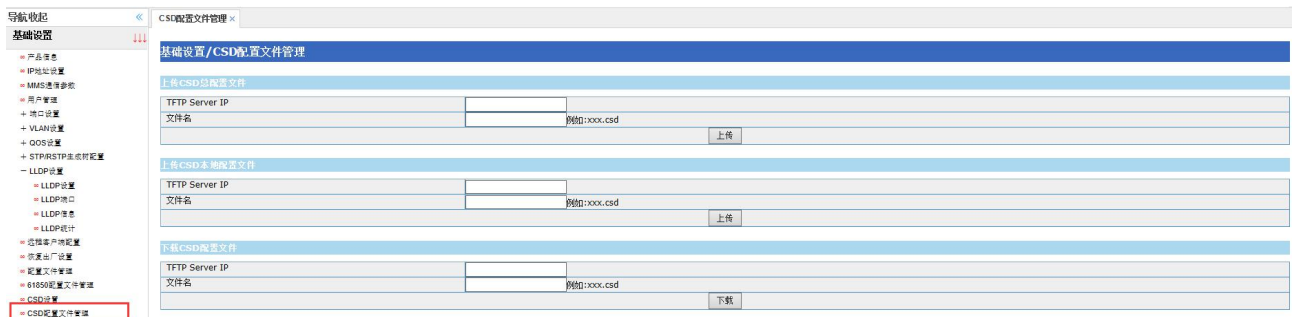 导航收起 «
基础设置 ↓↓↓
产品信息
IP地址设置
MMS通信参数
用户管理
+ 端口设置
+ VLAN设置
+ QOS设置
+ STP/RSTP生成树配置
- LLDP设置
LLDP设置
LLDP端口
LLDP信息
LLDP统计
远程客户端配置
恢复出厂设置
配置文件管理
61850配置文件管理
CSD设置
CSD配置文件管理
CSD配置文件管理 ×
基础设置/CSD配置文件管理
上传CSD总配置文件
TFTP Server IP
文件名 例如:xxx.csd
上传
上传CSD本地配置文件
TFTP Server IP
文件名 例如:xxx.csd
上传
下载CSD配置文件
TFTP Server IP
文件名 例如:xxx.csd
下载